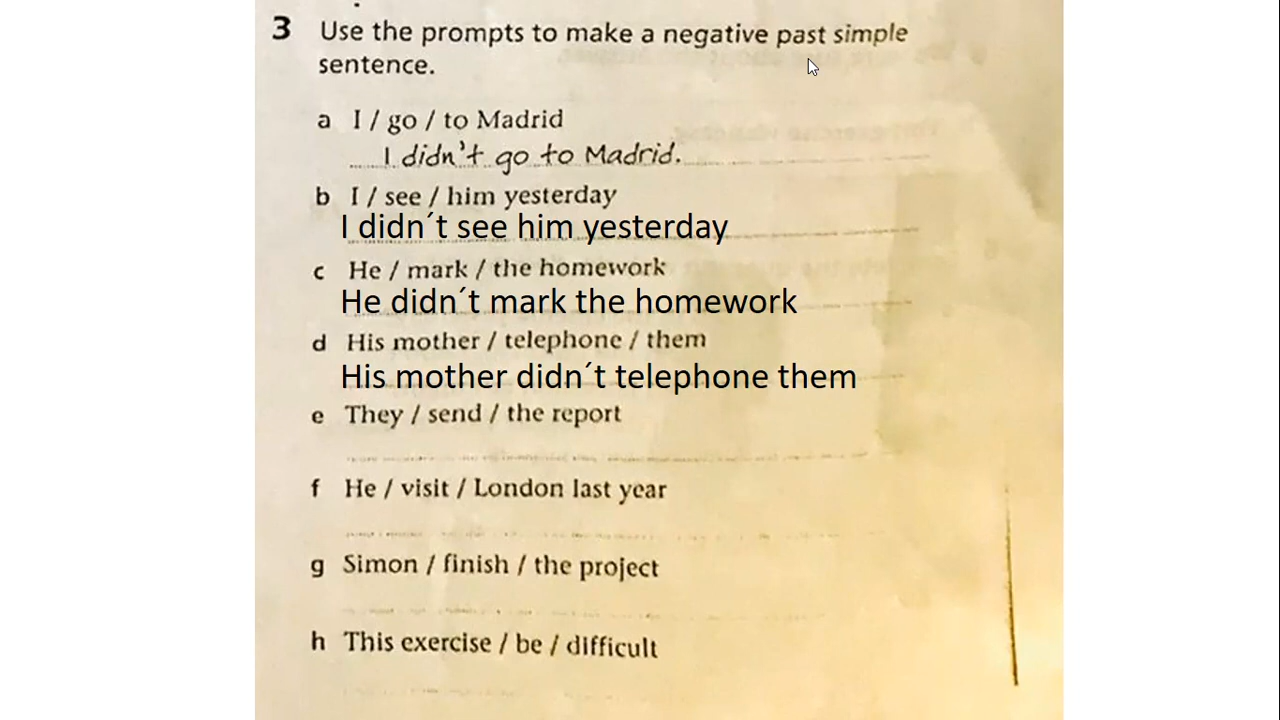 3 Use the prompts to make a negative past simple
sentence.
a I / go / to Madrid
I didn't go to Madrid.
b I / see / him yesterday
I didn´t see him yesterday
c He / mark / the homework
He didn´t mark the homework
d His mother / telephone / them
His mother didn´t telephone them
e They / send / the report
f He / visit / London last year
g Simon / finish / the project
h This exercise / be / difficult